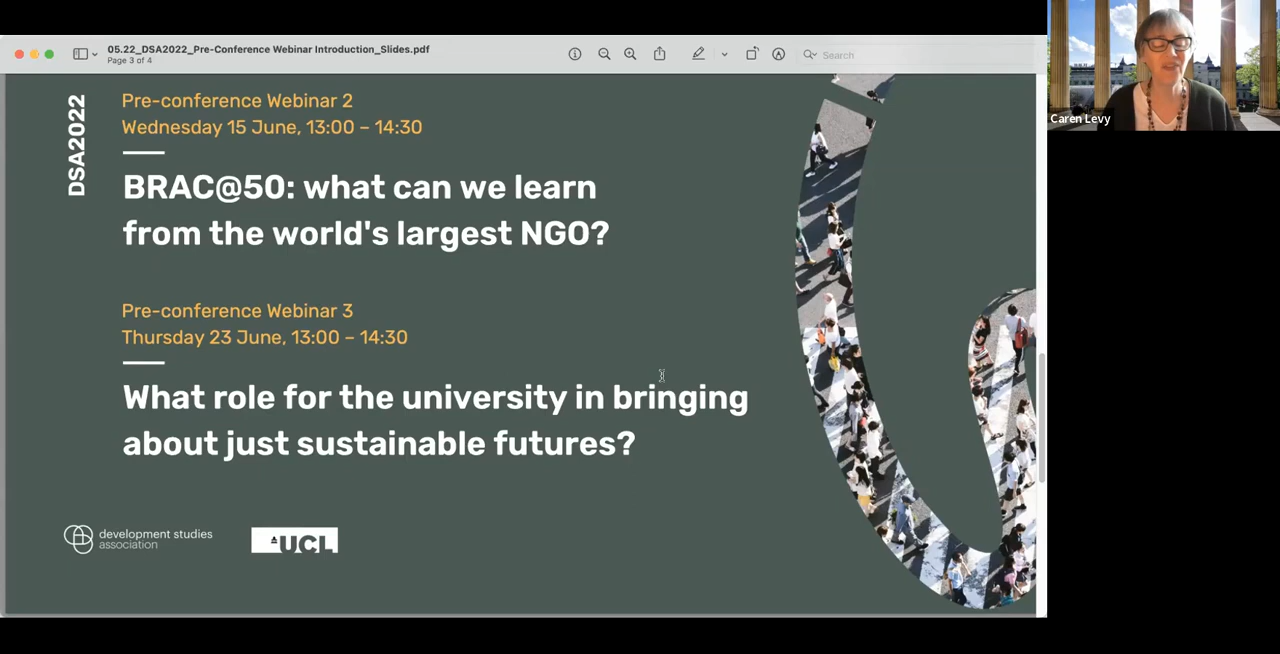 05.22_DSA2022_Pre-Conference Webinar Introduction_Slides.pdf
Page 3 of 4
Search
Caren Levy
DSA2022
Pre-conference Webinar 2
Wednesday 15 June, 13:00 – 14:30
BRAC@50: what can we learn
from the world's largest NGO?
Pre-conference Webinar 3
Thursday 23 June, 13:00 – 14:30
What role for the university in bringing
about just sustainable futures?
development studies
association
UCL